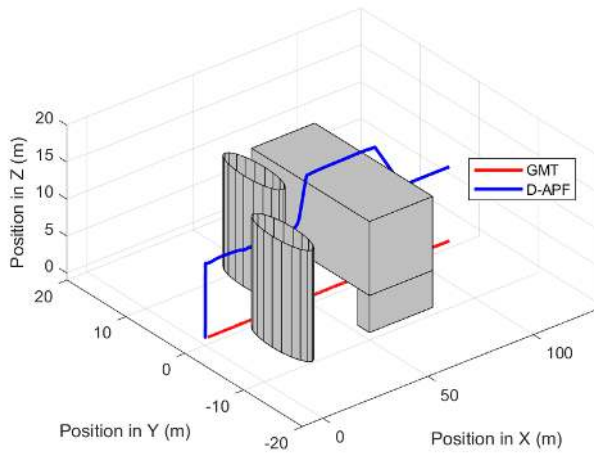 20
15
10
5
0
Position in Z (m)
GMT
D-APF
20
10
0
-10
-20
Position in Y (m)
0
50
100
Position in X (m)